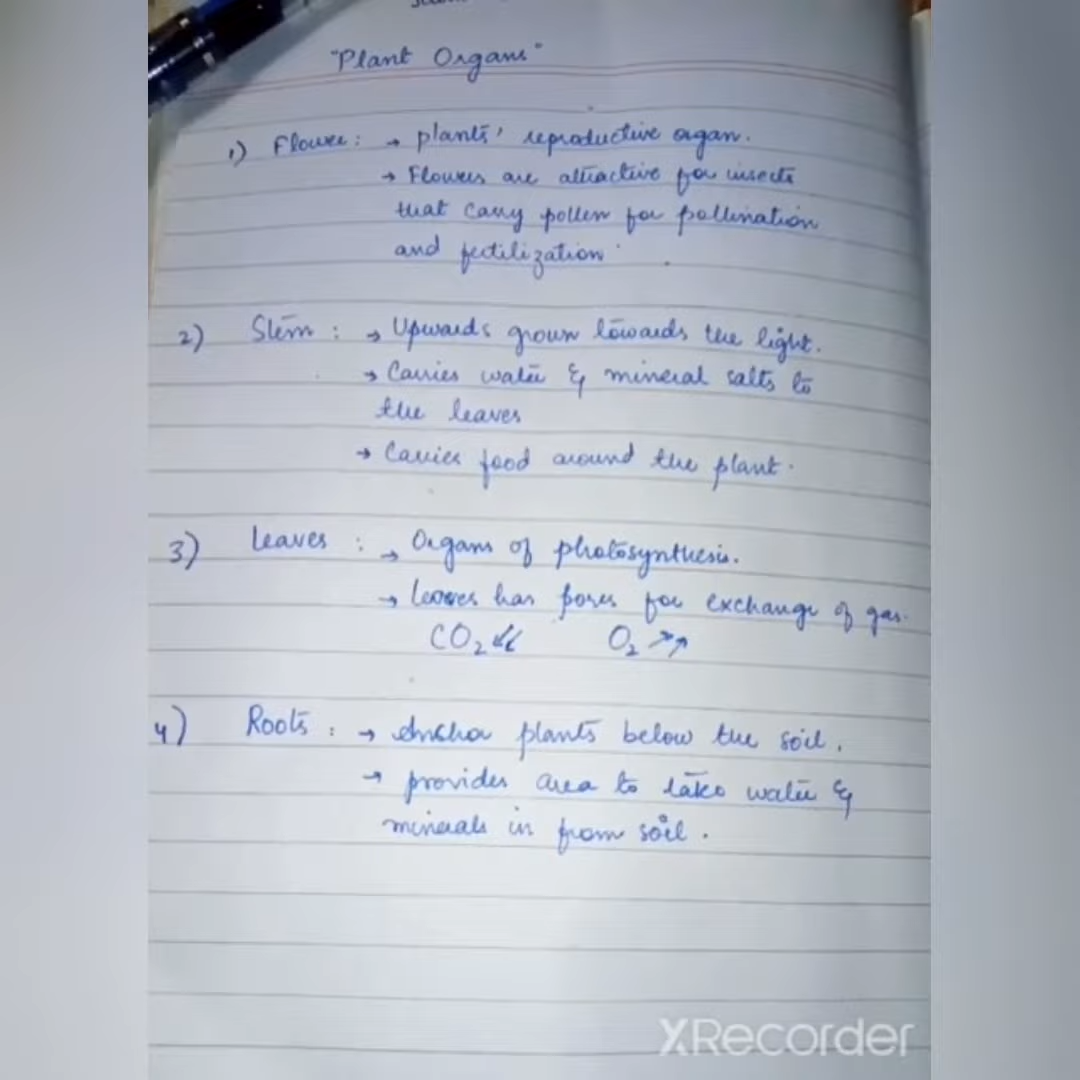 "Plant Organs"
1) Flower: → plants' reproductive organ.
→ Flowers are attractive for insects
that carry pollen for pollination
and fertilization
2) Stem : → Upwards grown towards the light.
→ Carries water & mineral salts to
the leaves
→ Carries food around the plant.
3) Leaves : → Organs of photosynthesis.
→ leaves has pores for exchange of gas.
CO₂ ↙↙ O₂ ↗↗
4) Roots : → Anchor plants below the soil.
→ provides area to take water &
minerals in from soil.
XRecorder